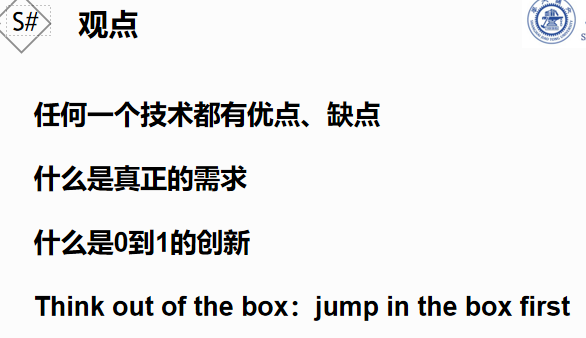 S#
观点
任何一个技术都有优点、缺点
什么是真正的需求
什么是0到1的创新
Think out of the box：jump in the box first